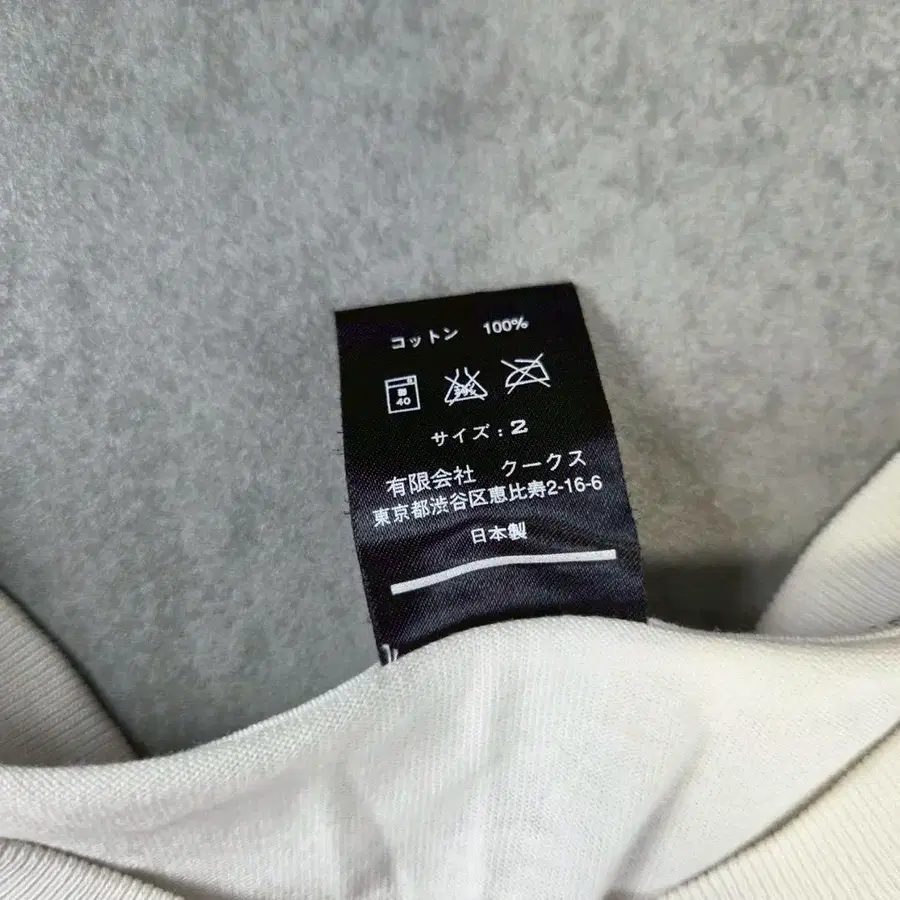 コットン 100%
40
サイズ：2
有限会社 クークス
東京都渋谷区恵比寿2-16-6
日本製